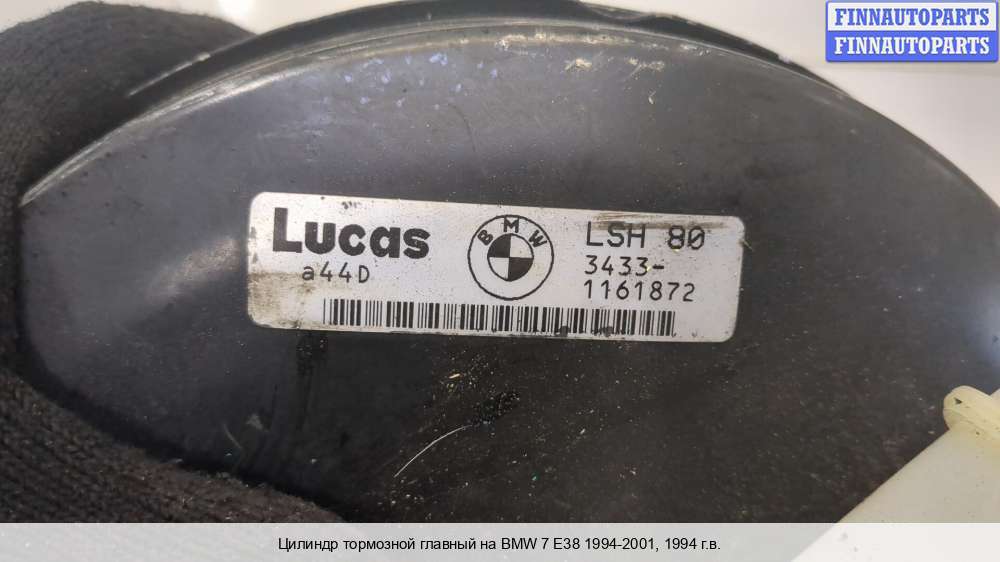 FINNAUTOPARTS
FINNAUTOPARTS
Lucas
a44D
BMW
LSH 80
3433-
1161872
Цилиндр тормозной главный на BMW 7 E38 1994-2001, 1994 г.в.